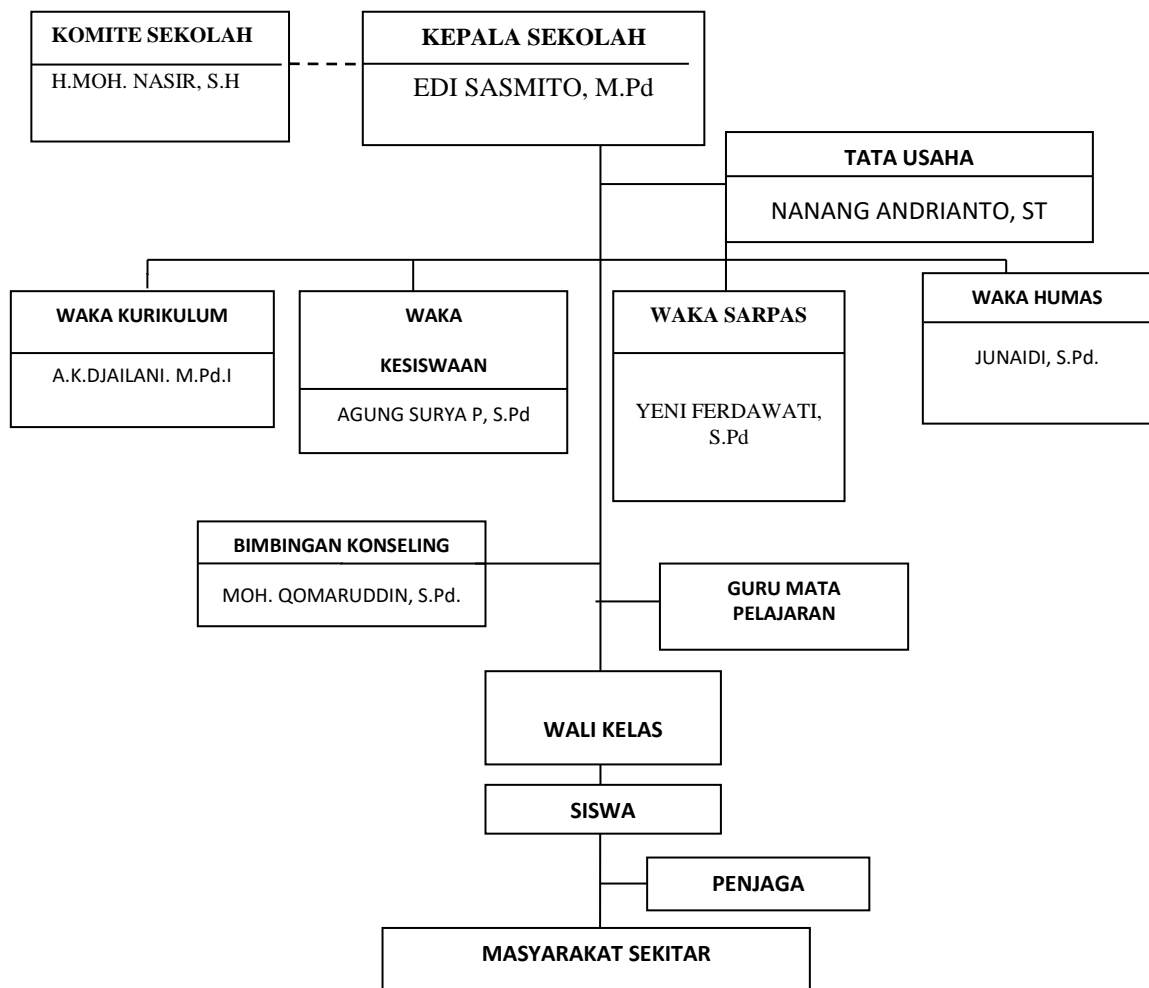 KOMITE SEKOLAH
H.MOH. NASIR, S.H
KEPALA SEKOLAH
EDI SASMITO, M.Pd
TATA USAHA
NANANG ANDRIANTO, ST
WAKA KURIKULUM
A.K.DJAILANI. M.Pd.I
WAKA
KESISWAAN
AGUNG SURYA P, S.Pd
WAKA SARPAS
YENI FERDAWATI,
S.Pd
WAKA HUMAS
JUNAIDI, S.Pd.
BIMBINGAN KONSELING
MOH. QOMARUDDIN, S.Pd.
GURU MATA
PELAJARAN
WALI KELAS
SISWA
PENJAGA
MASYARAKAT SEKITAR